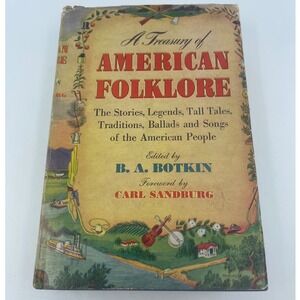 A Treasury of
AMERICAN
FOLKLORE
The Stories, Legends, Tall Tales,
Traditions, Ballads and Songs
of the American People
Edited by
B. A. BOTKIN
Foreword by
CARL SANDBURG